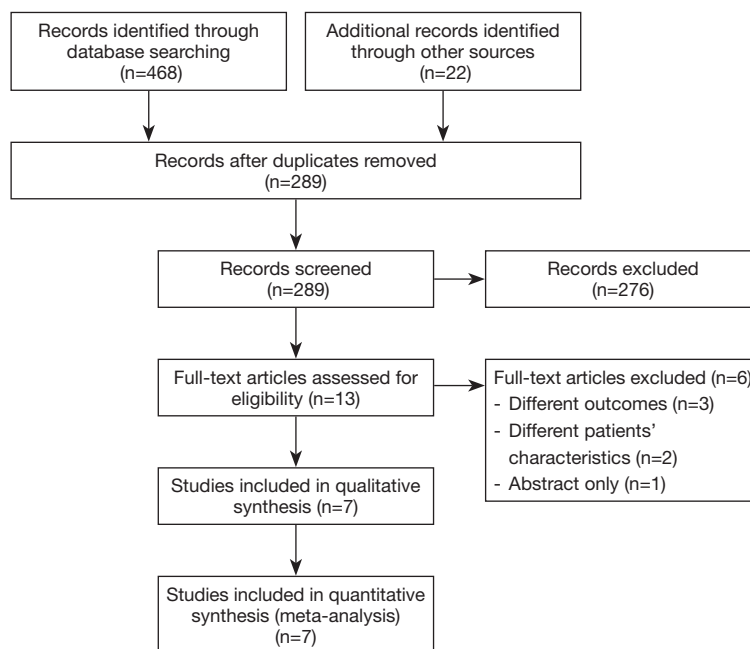 Records identified through
database searching
(n=468)
Additional records identified
through other sources
(n=22)
Records after duplicates removed
(n=289)
Records screened
(n=289)
Records excluded
(n=276)
Full-text articles assessed for
eligibility (n=13)
Full-text articles excluded (n=6)
- Different outcomes (n=3)
- Different patients’
characteristics (n=2)
- Abstract only (n=1)
Studies included in qualitative
synthesis (n=7)
Studies included in quantitative
synthesis (meta-analysis)
(n=7)